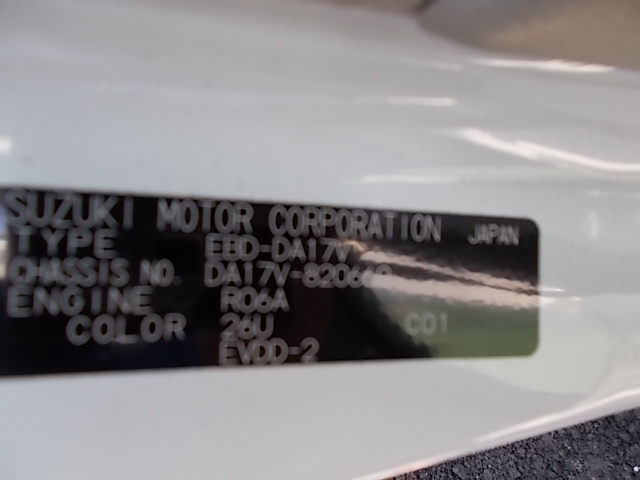 SUZUKI MOTOR CORPORATION JAPAN
TYPE EBD-DA17V
CHASSIS NO.
ENGINE R06A
COLOR 26U C01
EVDD-2